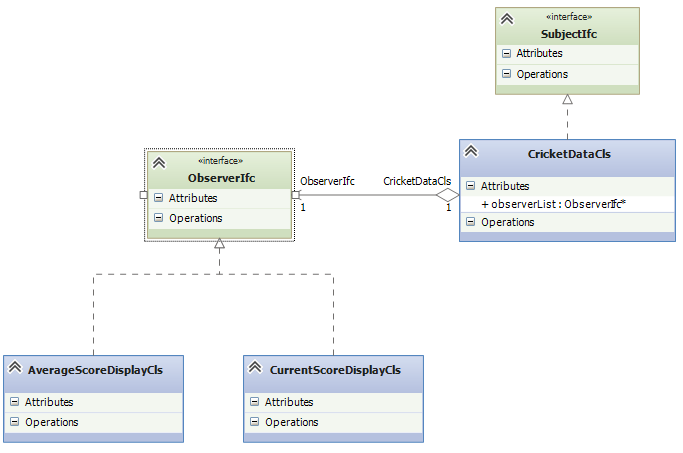 «interface»
SubjectIfc
Attributes
Operations
CricketDataCls
Attributes
+ observerList : ObserverIfc*
Operations
«interface»
ObserverIfc
Attributes
Operations
ObserverIfc
CricketDataCls
1
1
AverageScoreDisplayCls
Attributes
Operations
CurrentScoreDisplayCls
Attributes
Operations